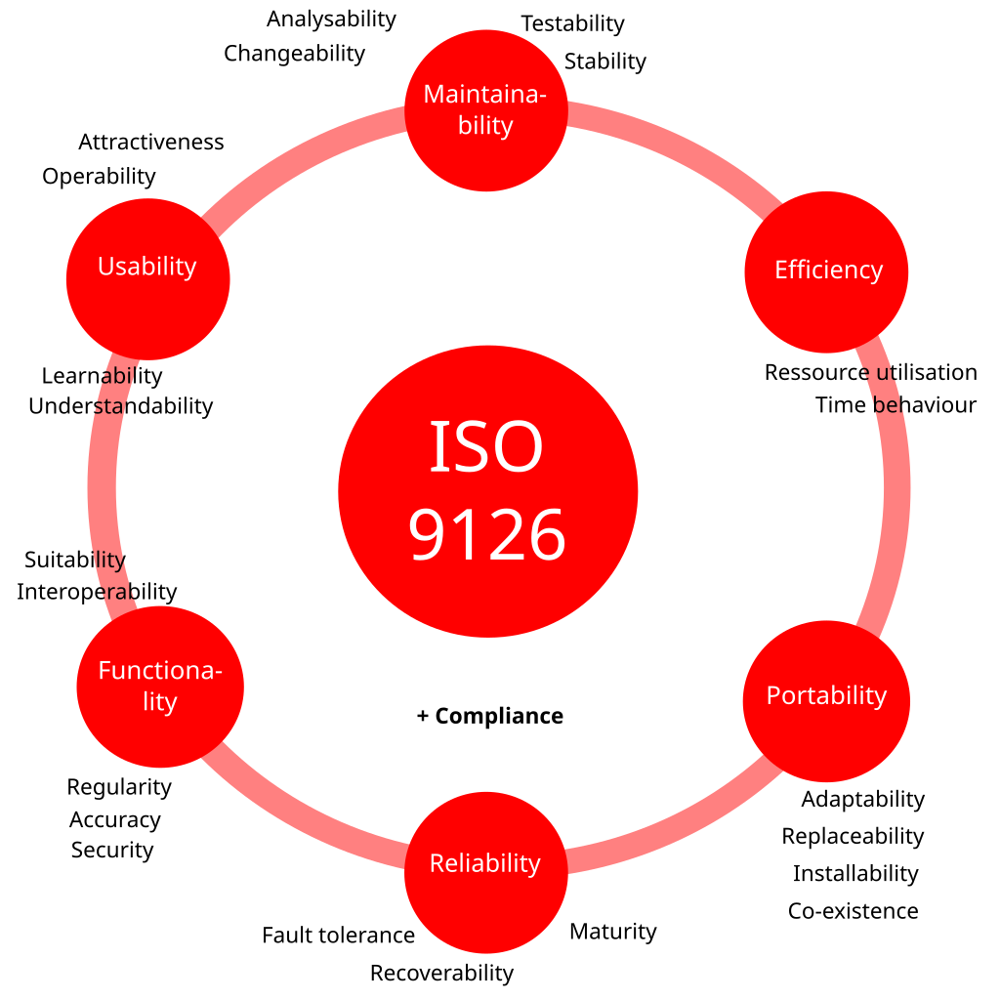 Analysability
Testability
Changeability
Stability
Maintaina-
bility
Attractiveness
Operability
Usability
Efficiency
Learnability
Understandability
Ressource utilisation
Time behaviour
ISO
9126
Suitability
Interoperability
Functiona-
lity
Portability
+ Compliance
Regularity
Accuracy
Security
Adaptability
Replaceability
Installability
Co-existence
Reliability
Fault tolerance
Maturity
Recoverability